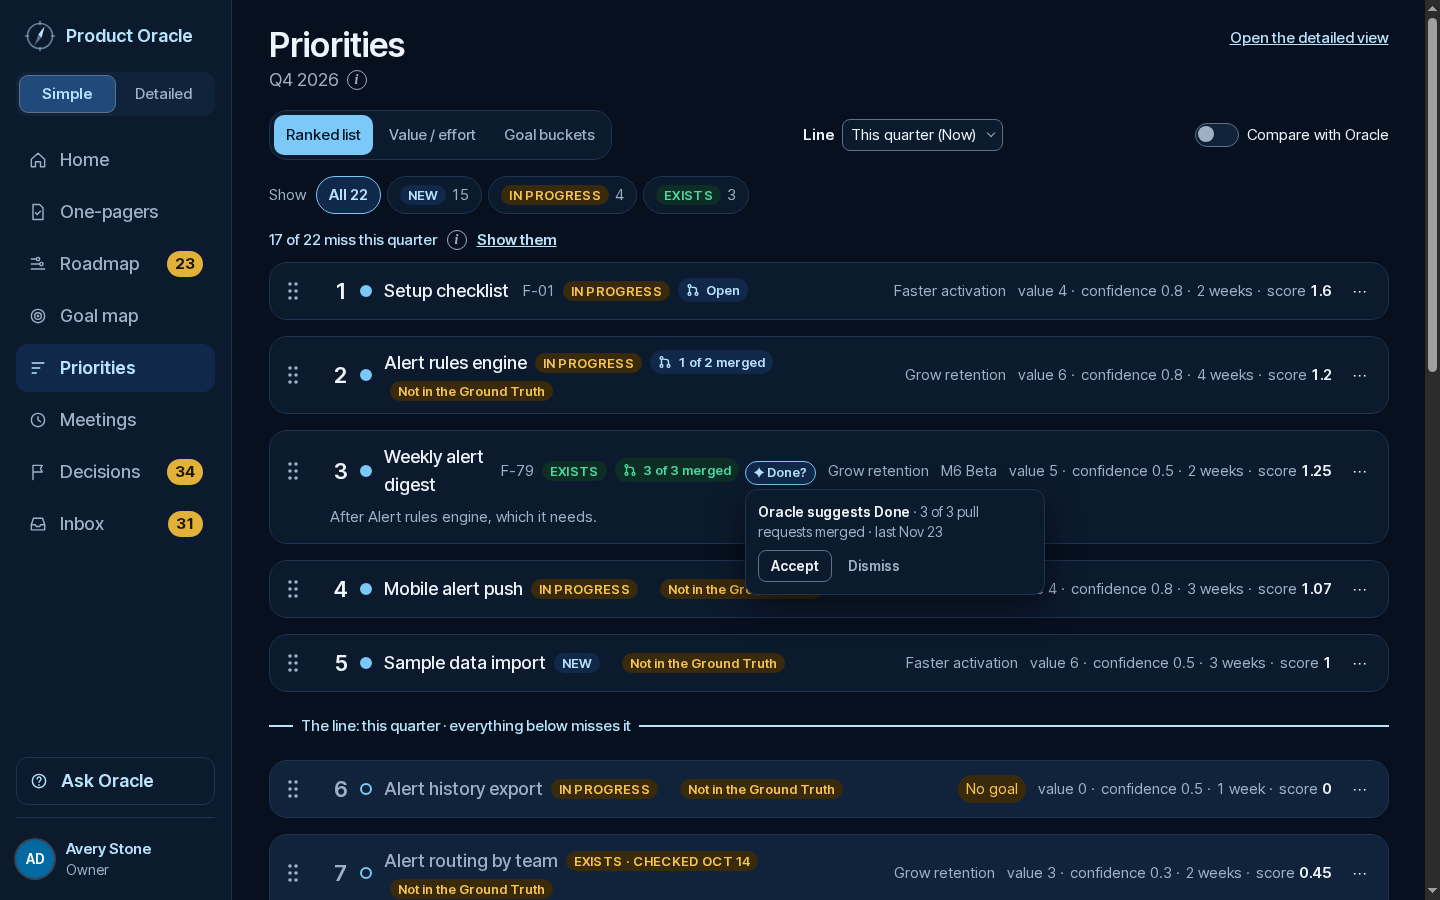 Product Oracle
Simple
Detailed
Home
One-pagers
Roadmap 23
Goal map
Priorities
Meetings
Decisions 34
Inbox 31
Ask Oracle
AD
Avery Stone
Owner
Priorities
Open the detailed view
Q4 2026 i
Ranked list
Value / effort
Goal buckets
Line This quarter (Now)
Compare with Oracle
Show All 22 NEW 15 IN PROGRESS 4 EXISTS 3
17 of 22 miss this quarter i Show them
1 Setup checklist F-01 IN PROGRESS Open Faster activation value 4 · confidence 0.8 · 2 weeks · score 1.6 ...
2 Alert rules engine IN PROGRESS 1 of 2 merged
Not in the Ground Truth
Grow retention value 6 · confidence 0.8 · 4 weeks · score 1.2 ...
3 Weekly alert
digest
F-79 EXISTS 3 of 3 merged Done? Grow retention M6 Beta value 5 · confidence 0.5 · 2 weeks · score 1.25 ...
After Alert rules engine, which it needs.
Oracle suggests Done · 3 of 3 pull
requests merged · last Nov 23
Accept Dismiss
4 Mobile alert push IN PROGRESS Not in the 4 · confidence 0.8 · 3 weeks · score 1.07 ...
5 Sample data import NEW Not in the Ground Truth Faster activation value 6 · confidence 0.5 · 3 weeks · score 1 ...
The line: this quarter · everything below misses it
6 Alert history export IN PROGRESS Not in the Ground Truth No goal value 0 · confidence 0.5 · 1 week · score 0 ...
7 Alert routing by team EXISTS · CHECKED OCT 14
Not in the Ground Truth
Grow retention value 3 · confidence 0.3 · 2 weeks · score 0.45 ...